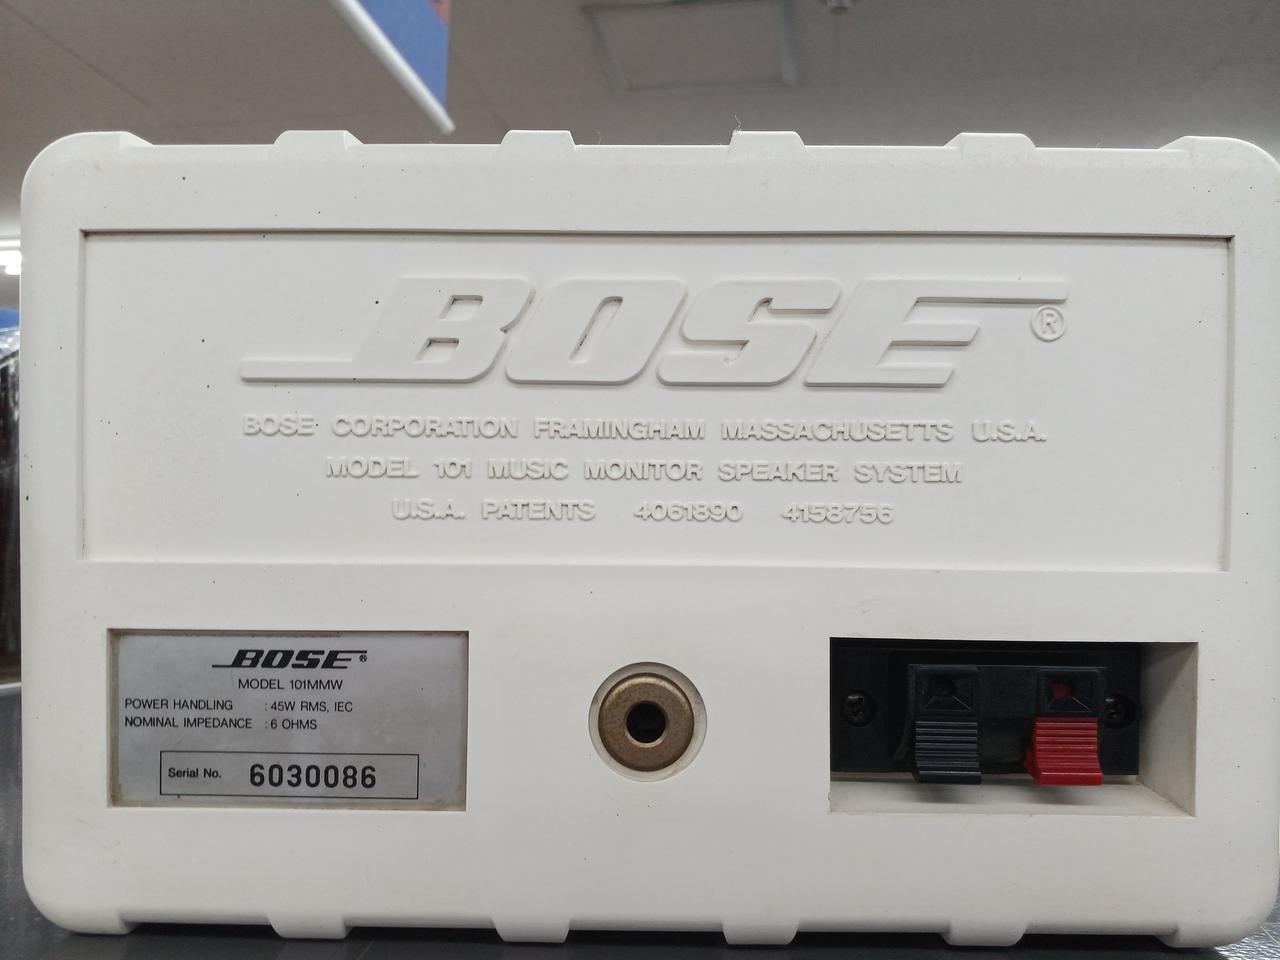 BOSE®
BOSE CORPORATION FRAMINGHAM MASSACHUSETTS U.S.A.
MODEL 101 MUSIC MONITOR SPEAKER SYSTEM
U.S.A. PATENTS 4061890 4158756
BOSE®
MODEL 101MMW
POWER HANDLING : 45W RMS, IEC
NOMINAL IMPEDANCE : 6 OHMS
Serial No. 6030086